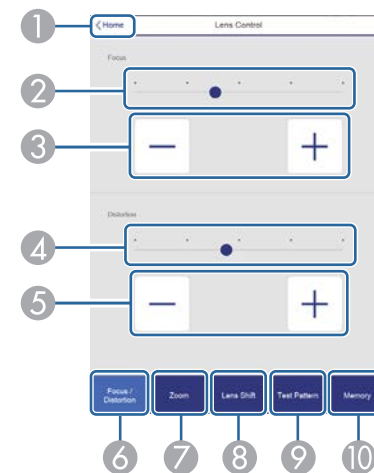 1
< Home
Lens Control
Focus
2
3
− +
Distortion
4
5
− +
Focus /
Distortion
Zoom
Lens Shift
Test Pattern
Memory
6 7 8 9 10